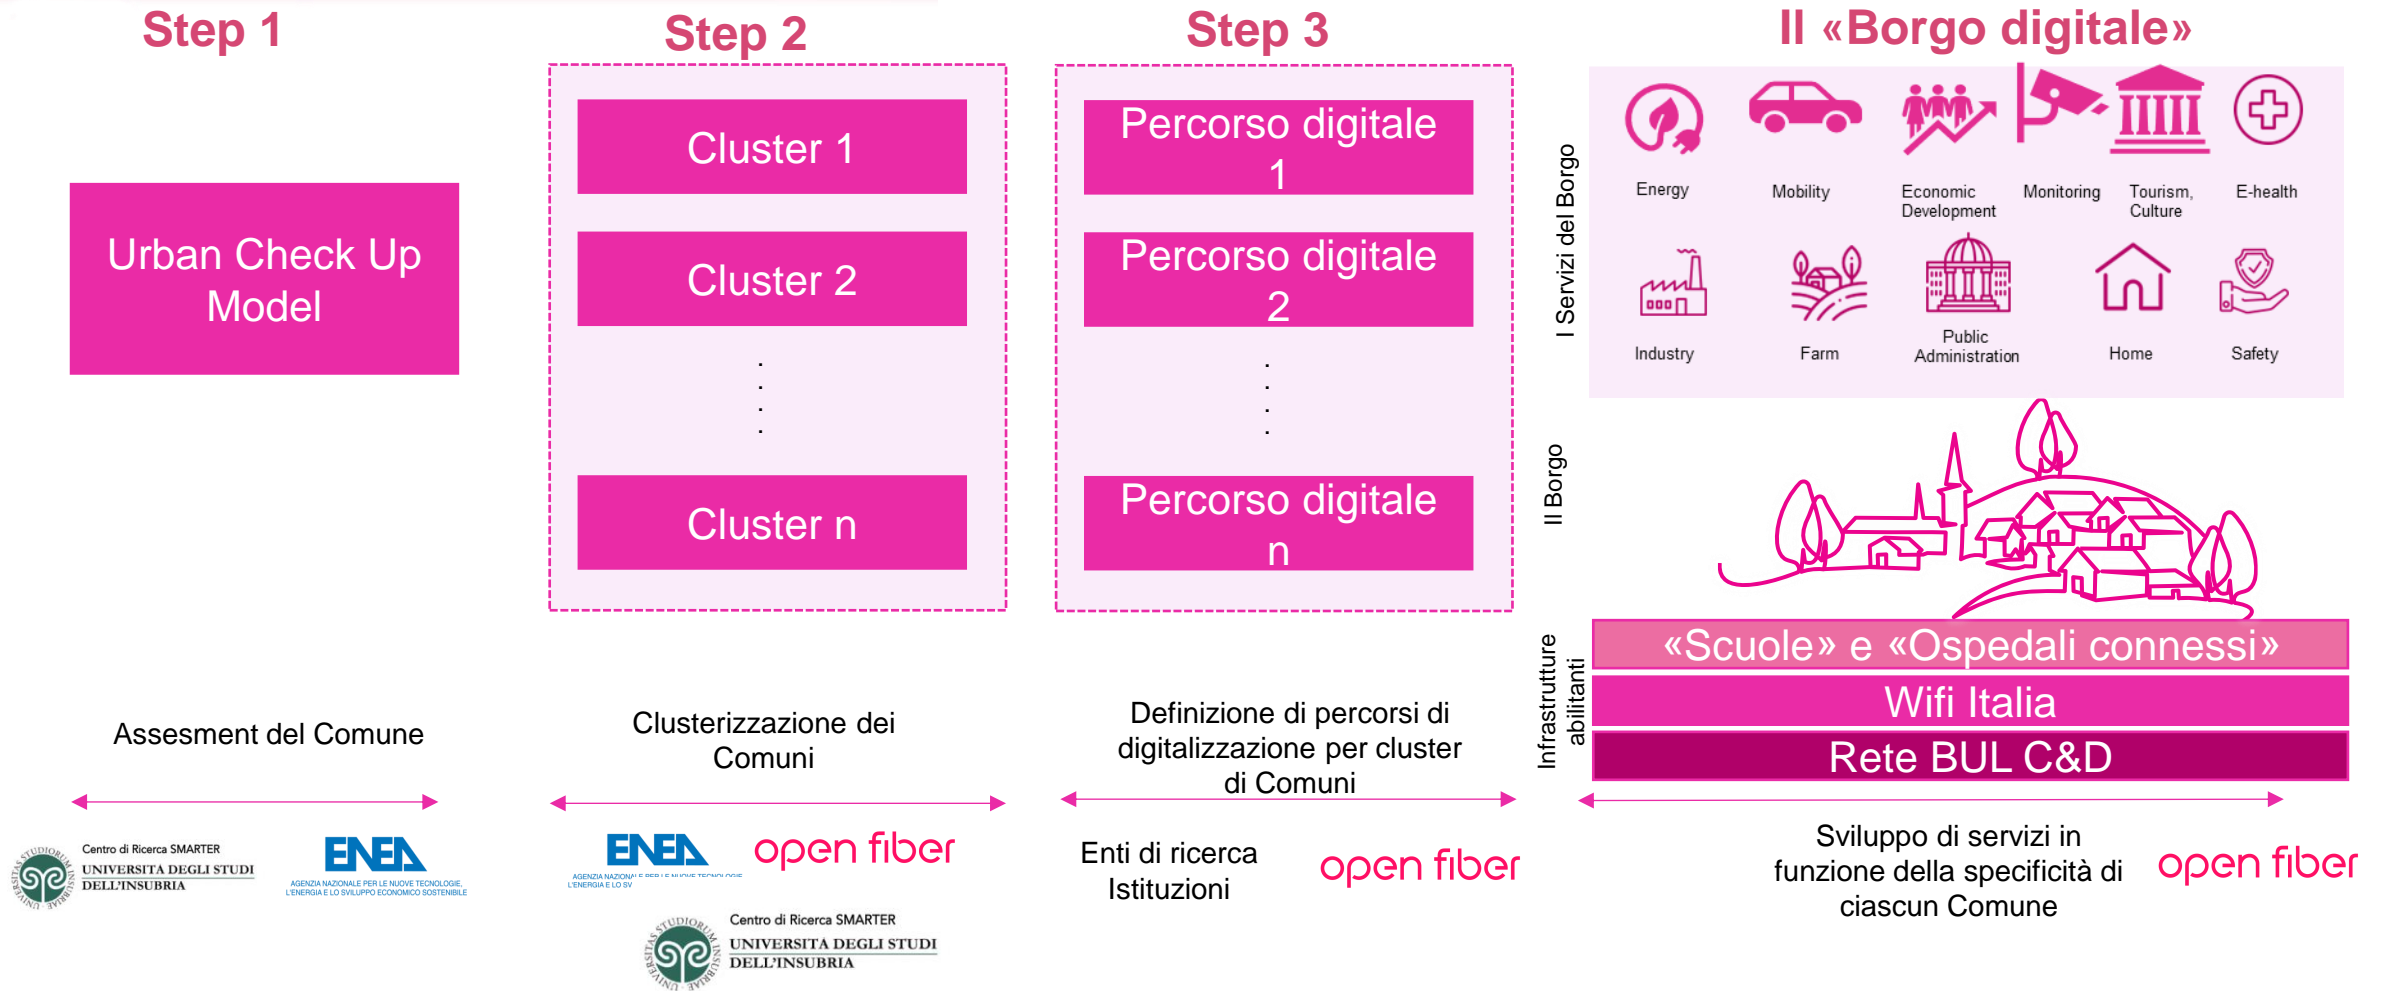 Step 1
Urban Check Up
Model
Assesment del Comune
Centro di Ricerca SMARTER
UNIVERSITÀ DEGLI STUDI
DELL'INSUBRIA
ENEA
AGENZIA NAZIONALE PER LE NUOVE TECNOLOGIE,
L'ENERGIA E LO SVILUPPO ECONOMICO SOSTENIBILE
Step 2
Cluster 1
Cluster 2
Cluster n
Clusterizzazione dei
Comuni
ENEA
L'ENERGIA E LO SV
open fiber
Centro di Ricerca SMARTER
UNIVERSITÀ DEGLI STUDI
DELL'INSUBRIA
Step 3
Percorso digitale
1
Percorso digitale
2
Percorso digitale
n
Definizione di percorsi di
digitalizzazione per cluster
di Comuni
Enti di ricerca
Istituzioni
open fiber
Il «Borgo digitale»
I Servizi del Borgo
Energy
Mobility
Economic
Development
Monitoring
Tourism,
Culture
E-health
Industry
Farm
Public
Administration
Home
Safety
Il Borgo
Infrastrutture
abilitanti
«Scuole» e «Ospedali connessi»
Wifi Italia
Rete BUL C&D
Sviluppo di servizi in
funzione della specificità di
ciascun Comune
open fiber